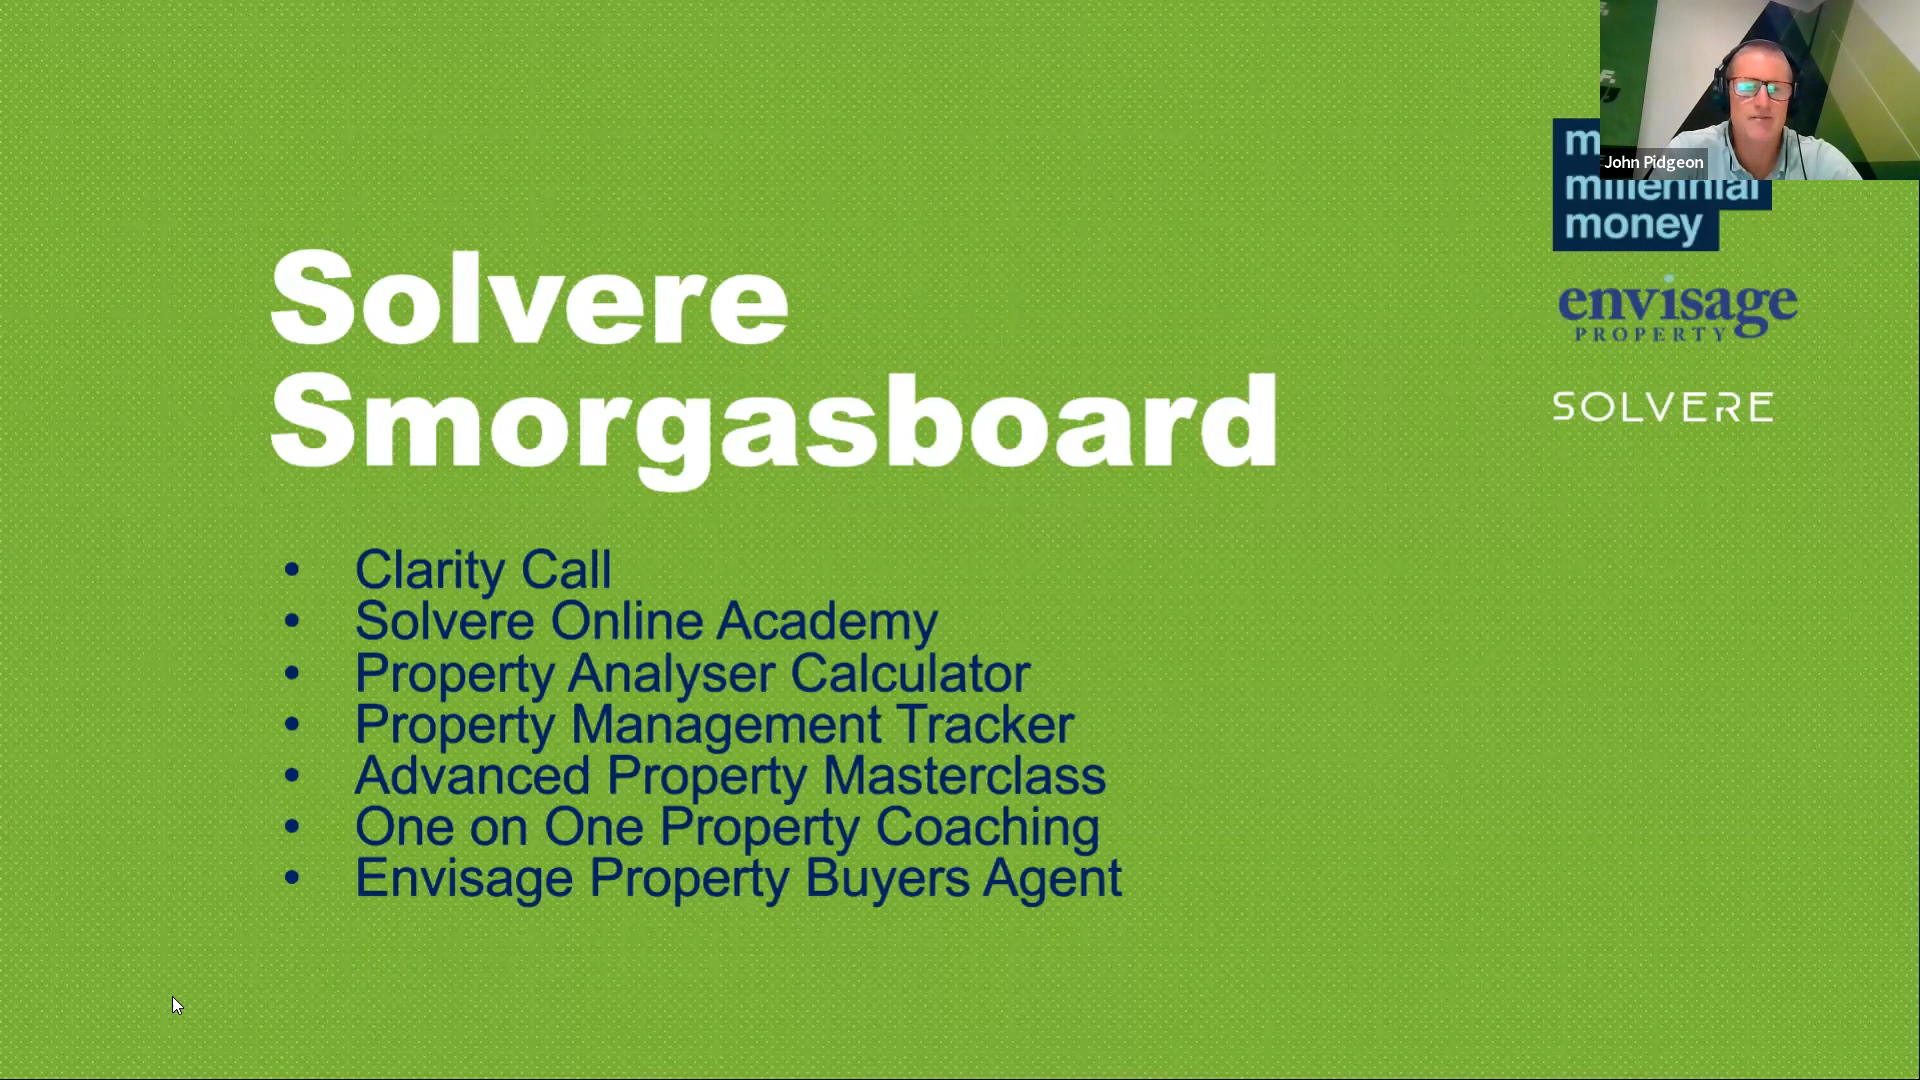 Solvere
Smorgasboard
• Clarity Call
• Solvere Online Academy
• Property Analyser Calculator
• Property Management Tracker
• Advanced Property Masterclass
• One on One Property Coaching
• Envisage Property Buyers Agent
John Pidgeon
millennial
money
envisage
PROPERTY
SOLVERE